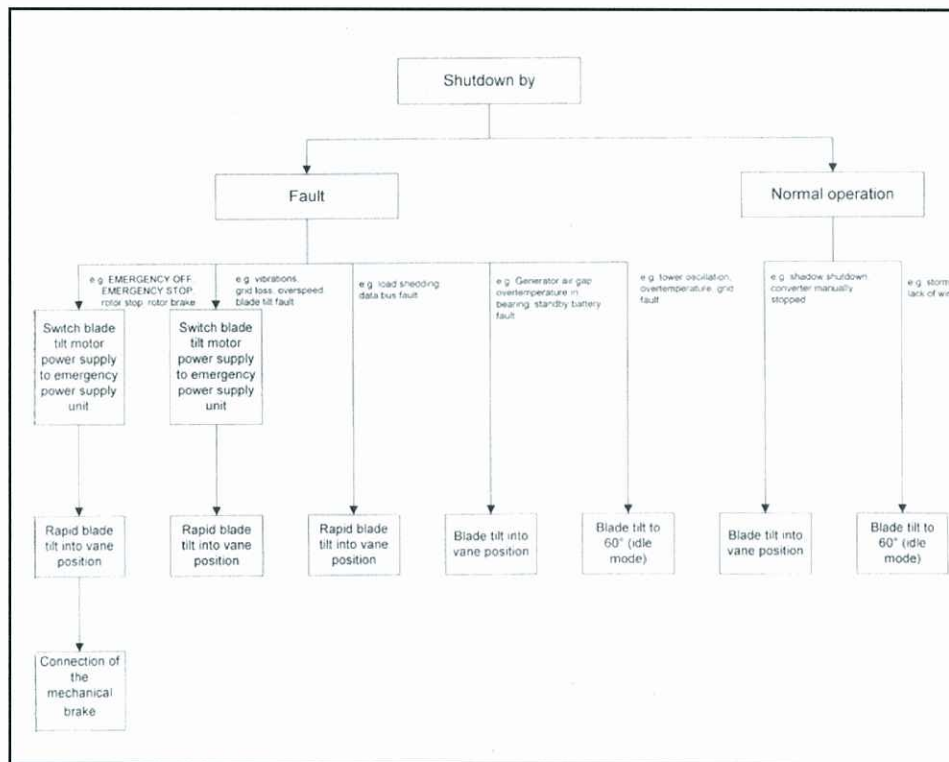 Shutdown by
Fault
Normal operation
e.g. EMERGENCY OFF,
EMERGENCY STOP,
rotor stop, rotor brake
e.g. vibrations,
grid loss, overspeed
blade tilt fault
e.g. load shedding
data bus fault
e.g. Generator air gap
overtemperature in
bearing, standby battery
fault
e.g. tower oscillation,
overtemperature, grid
fault
e.g. shadow shutdown
converter manually
stopped
e.g. storm
lack of wi
Switch blade
tilt motor
power supply
to emergency
power supply
unit
Switch blade
tilt motor
power supply
to emergency
power supply
unit
Rapid blade
tilt into vane
position
Rapid blade
tilt into vane
position
Rapid blade
tilt into vane
position
Blade tilt into
vane position
Blade tilt to
60° (idle
mode)
Blade tilt into
vane position
Blade tilt to
60° (idle
mode)
Connection of
the
mechanical
brake